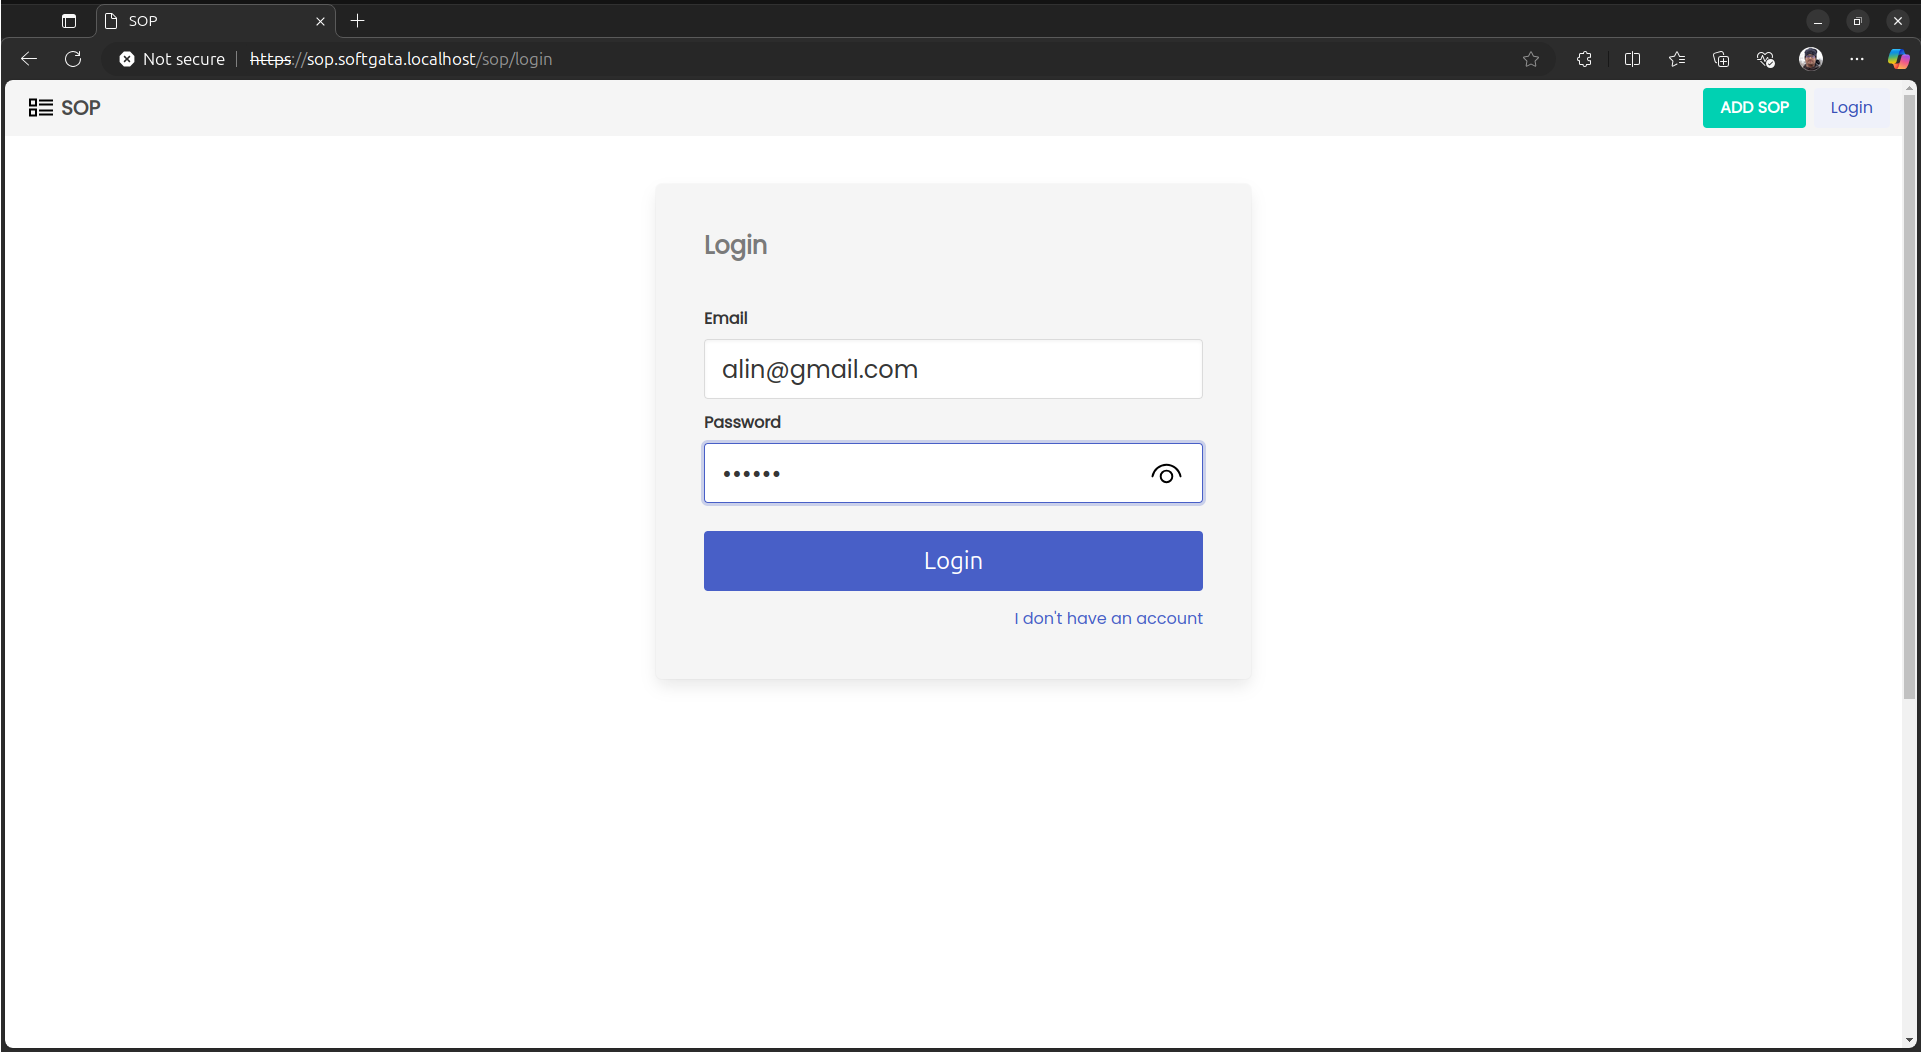 SOP
Not secure https://sop.softgata.localhost/sop/login
SOP
ADD SOP Login
Login
Email
alin@gmail.com
Password
••••••
Login
I don't have an account